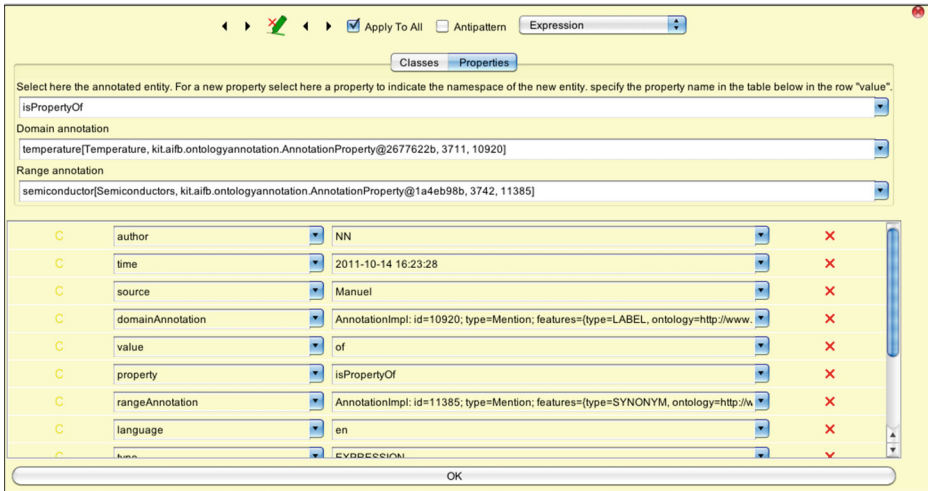 Apply To All Antipattern Expression
Classes Properties
Select here the annotated entity. For a new property select here a property to indicate the namespace of the new entity. specify the property name in the table below in the row "value".
isPropertyOf
Domain annotation
temperature[Temperature, kit.aifb.ontologyannotation.AnnotationProperty@2677622b, 3711, 10920]
Range annotation
semiconductor[Semiconductors, kit.aifb.ontologyannotation.AnnotationProperty@1a4eb98b, 3742, 11385]
C author NN
C time 2011-10-14 16:23:28
C source Manuel
C domainAnnotation AnnotationImpl: id=10920; type=Mention; features={type=LABEL, ontology=http://www.
C value of
C property isPropertyOf
C rangeAnnotation AnnotationImpl: id=11385; type=Mention; features={type=SYNONYM, ontology=http://w
C language en
C type EXPRESSION
OK